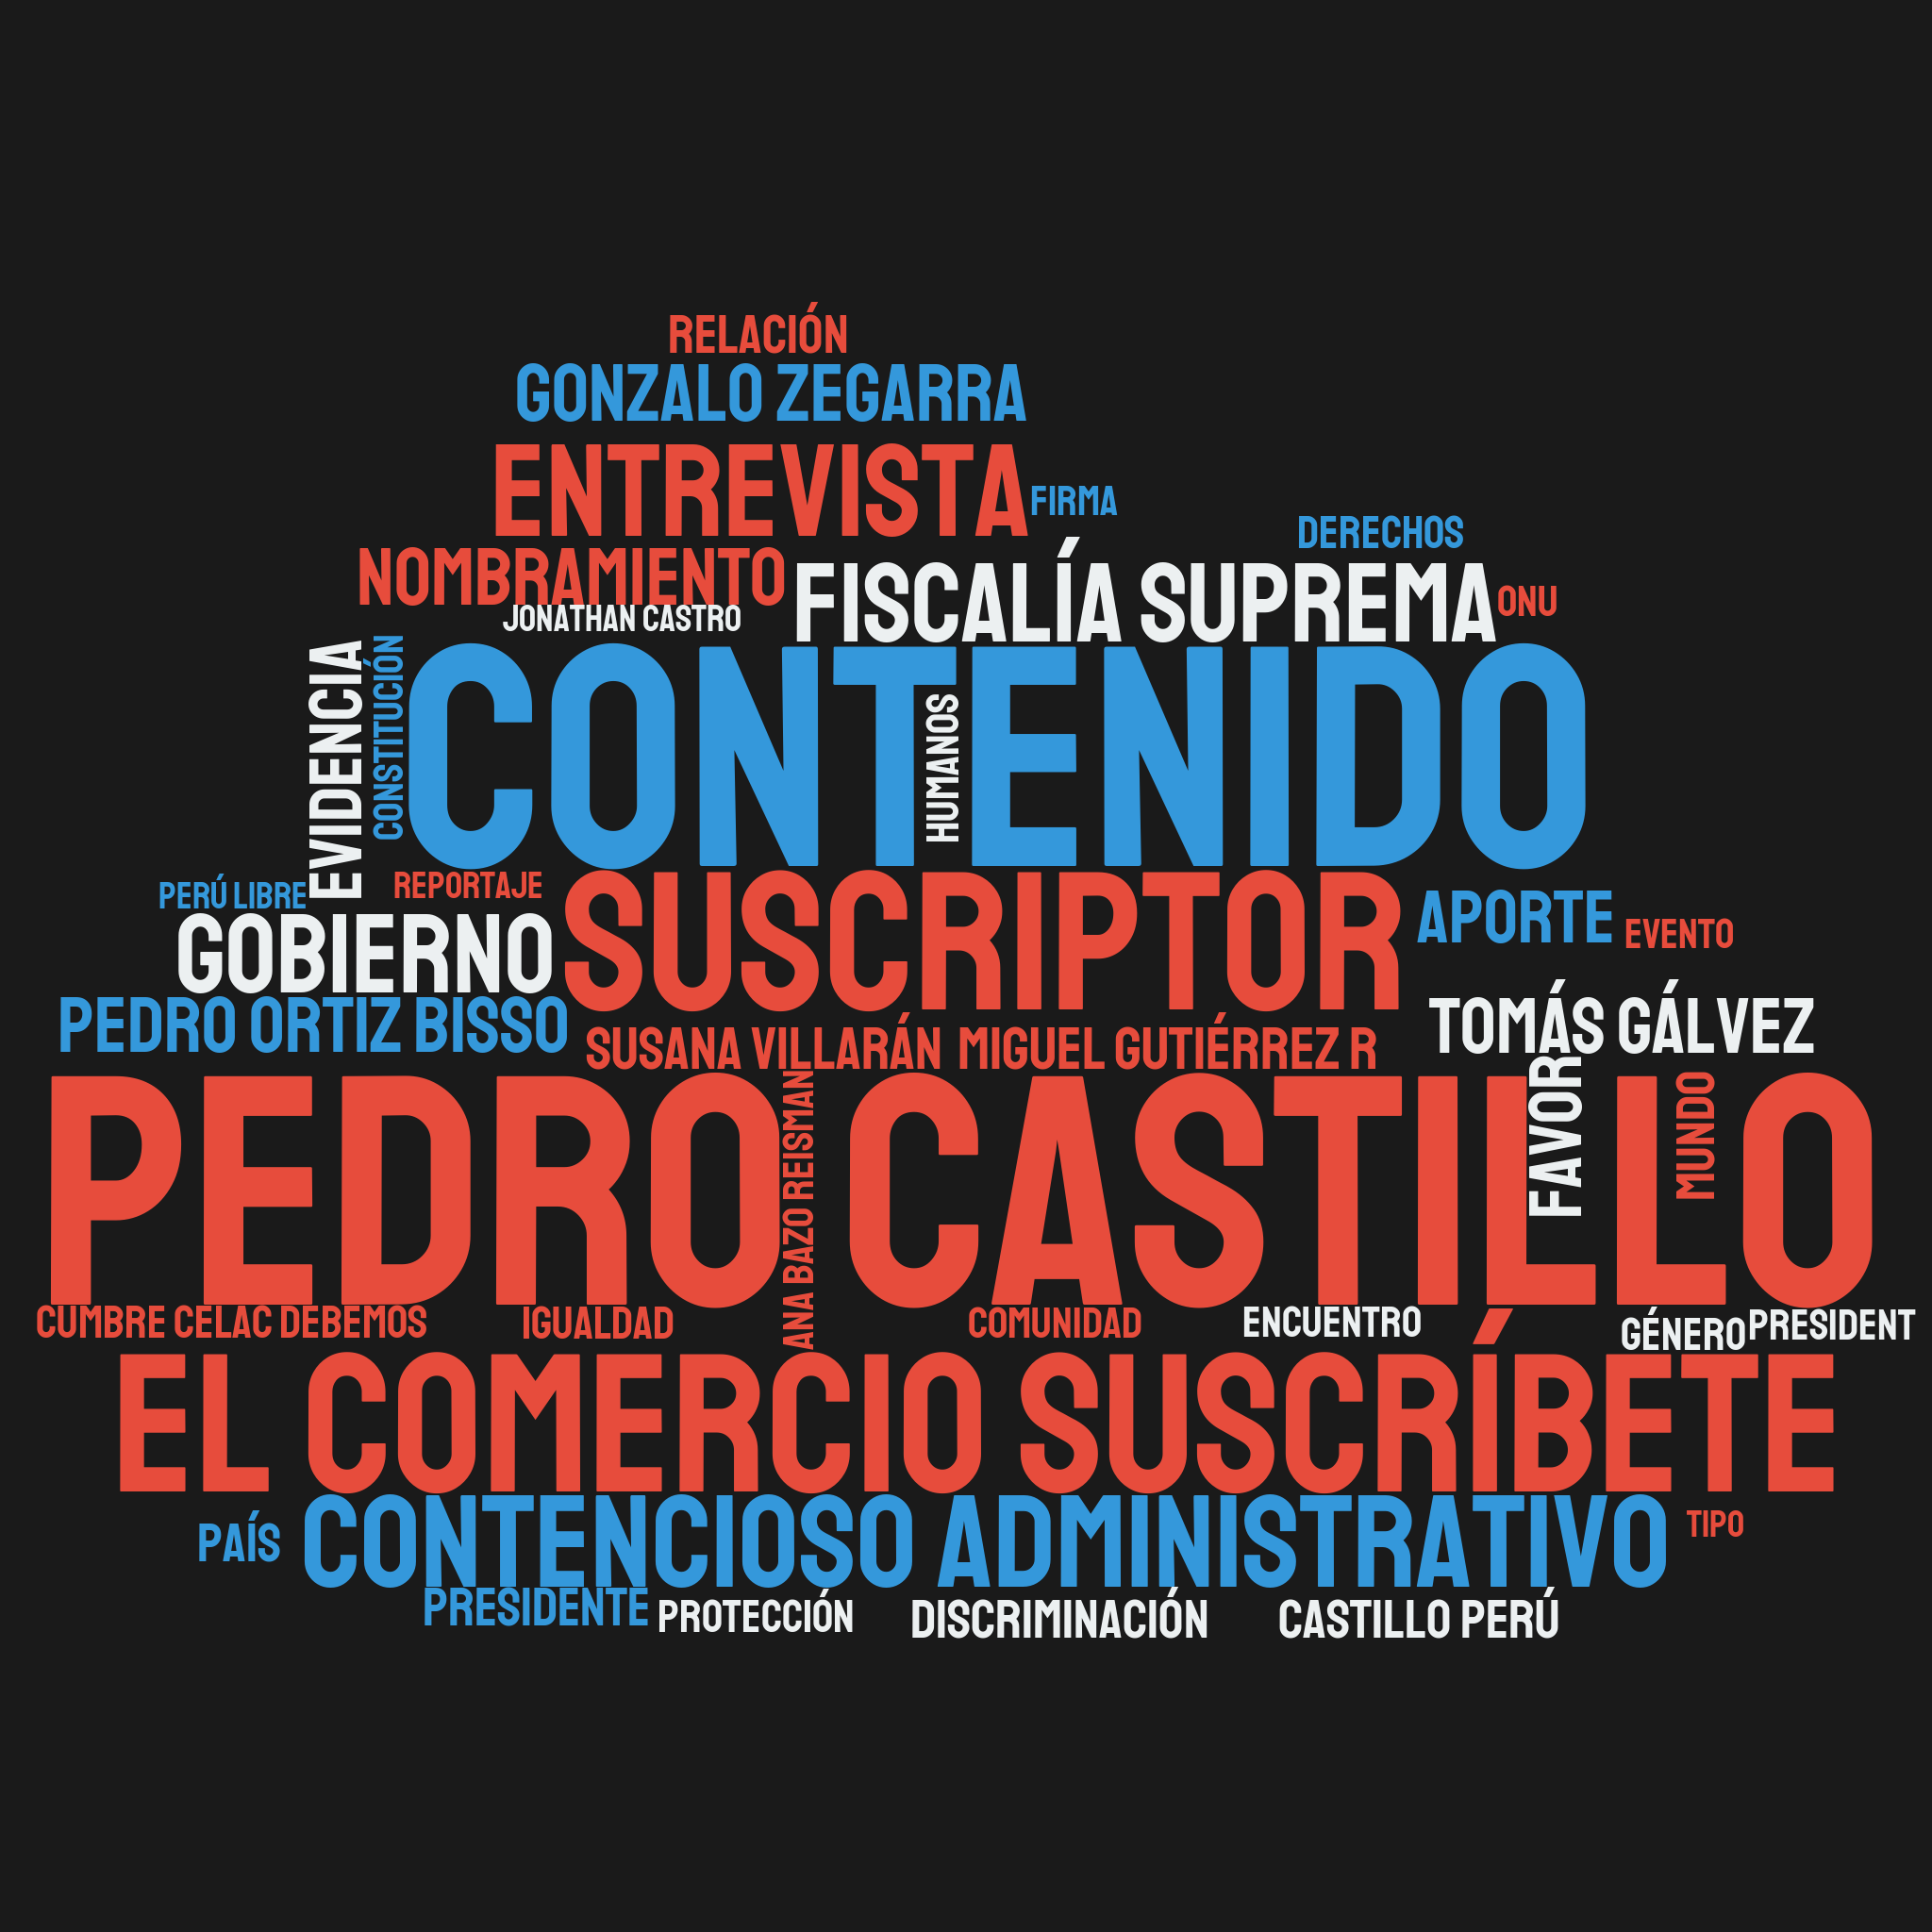 RELACIÓN
GONZALO ZEGARRA
ENTREVISTA
FIRMA
DERECHOS
NOMBRAMIENTO
FISCALÍA SUPREMA
ONU
JONATHAN CASTRO
EVIDENCIA
CONSTITUCIÓN
CONTENIDO
HUMANOS
PERÚ LIBRE
REPORTAJE
GOBIERNO
SUSCRIPTOR
APORTE
EVENTO
PEDRO ORTIZ BISSO
SUSANA VILLARÁN
MIGUEL GUTIÉRREZ R
TOMÁS GÁLVEZ
PEDRO CASTILLO
ANA BAZO REISMAN
FAVOR
MUNDO
CUMBRE CELAC DEBEMOS
IGUALDAD
COMUNIDAD
ENCUENTRO
GÉNERO
PRESIDENT
EL COMERCIO SUSCRÍBETE
PAÍS
CONTENCIOSO ADMINISTRATIVO
TIPO
PRESIDENTE
PROTECCIÓN
DISCRIMINACIÓN
CASTILLO PERÚ